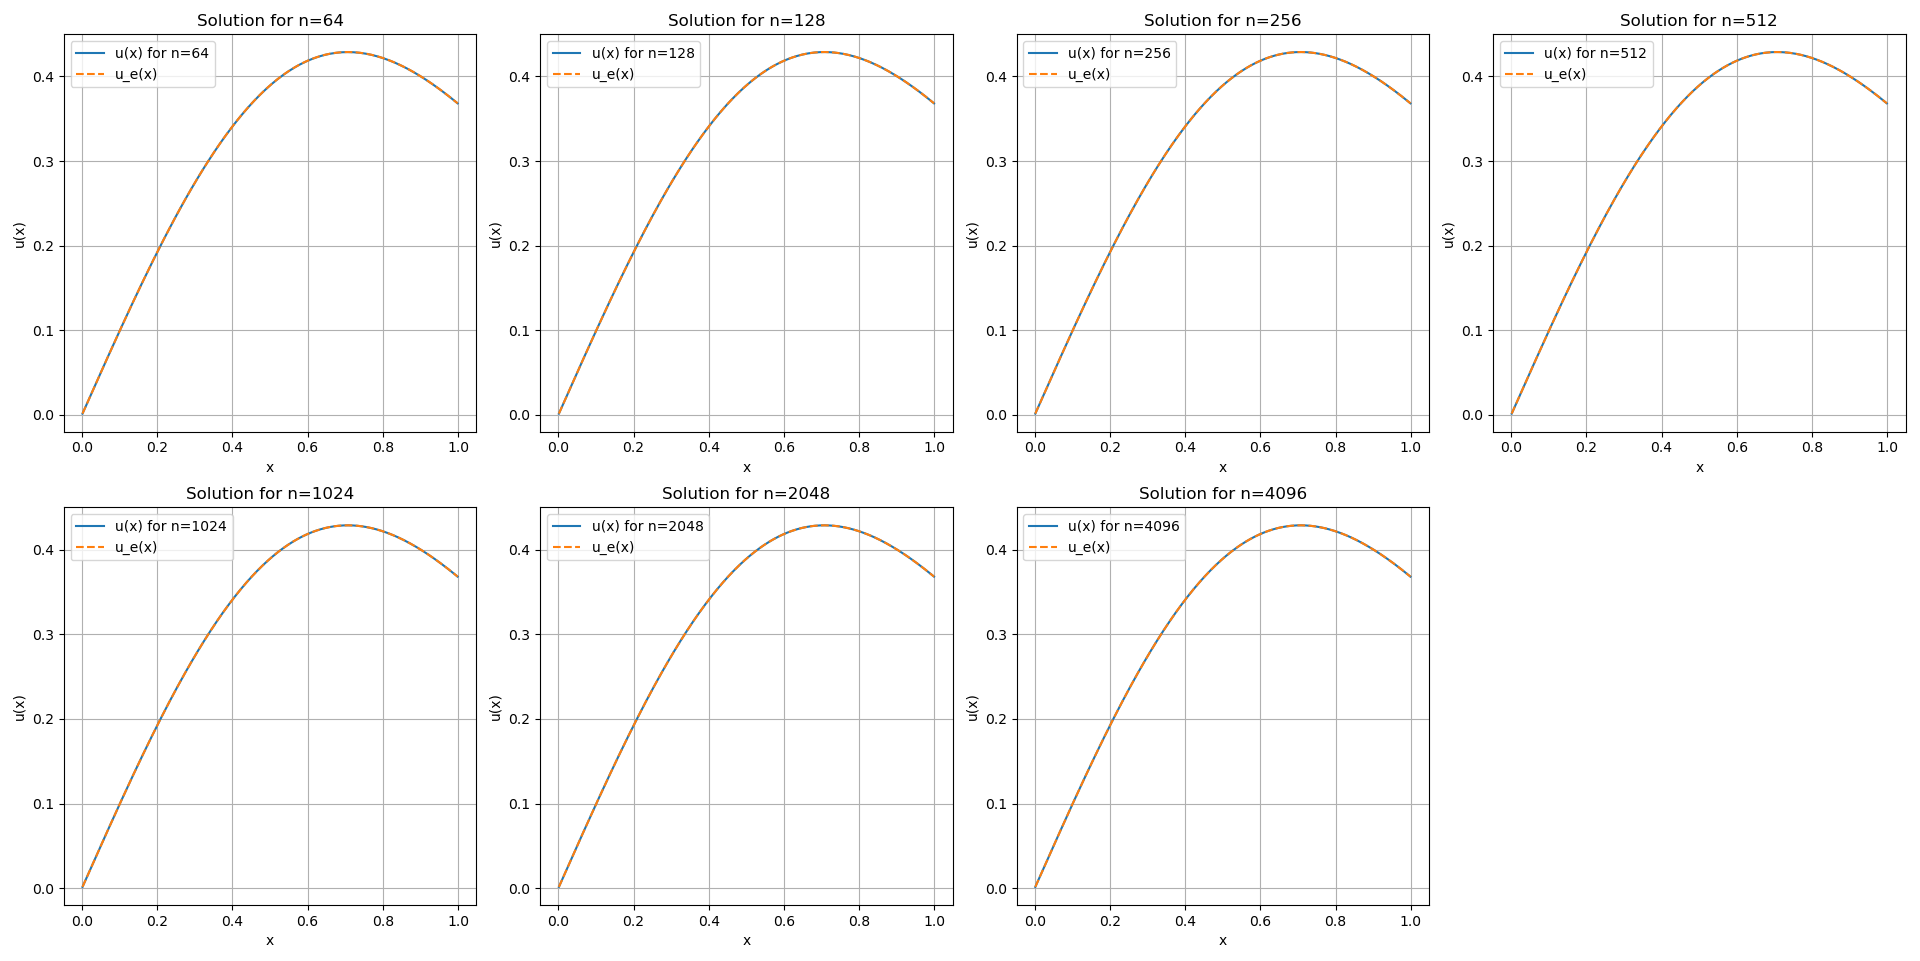 Solution for n=64
u(x) for n=64
u_e(x)
0.4
0.3
0.2
0.1
0.0
u(x)
0.0 0.2 0.4 0.6 0.8 1.0
x
Solution for n=128
u(x) for n=128
u_e(x)
0.4
0.3
0.2
0.1
0.0
u(x)
0.0 0.2 0.4 0.6 0.8 1.0
x
Solution for n=256
u(x) for n=256
u_e(x)
0.4
0.3
0.2
0.1
0.0
u(x)
0.0 0.2 0.4 0.6 0.8 1.0
x
Solution for n=512
u(x) for n=512
u_e(x)
0.4
0.3
0.2
0.1
0.0
u(x)
0.0 0.2 0.4 0.6 0.8 1.0
x
Solution for n=1024
u(x) for n=1024
u_e(x)
0.4
0.3
0.2
0.1
0.0
u(x)
0.0 0.2 0.4 0.6 0.8 1.0
x
Solution for n=2048
u(x) for n=2048
u_e(x)
0.4
0.3
0.2
0.1
0.0
u(x)
0.0 0.2 0.4 0.6 0.8 1.0
x
Solution for n=4096
u(x) for n=4096
u_e(x)
0.4
0.3
0.2
0.1
0.0
u(x)
0.0 0.2 0.4 0.6 0.8 1.0
x